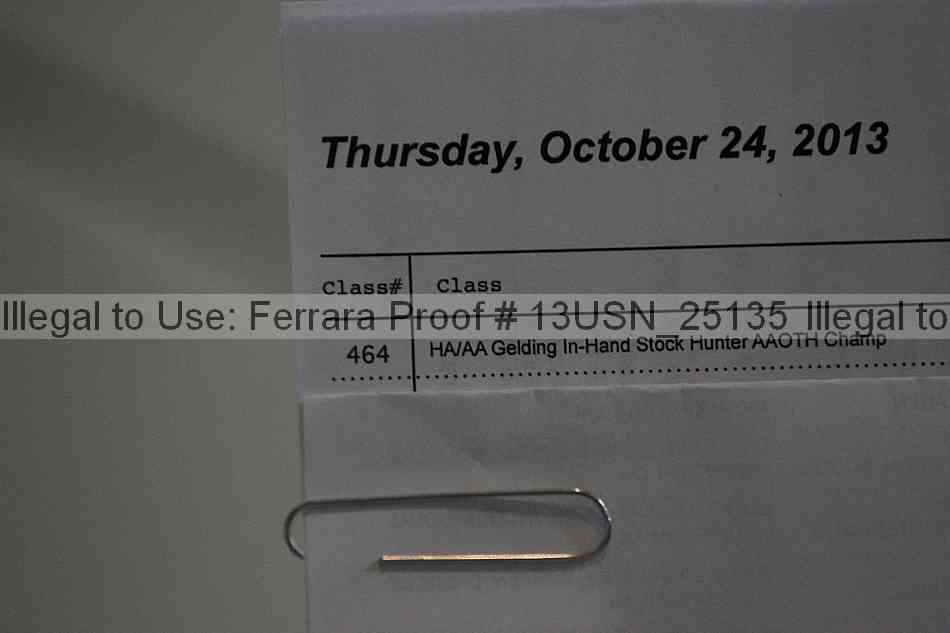 Thursday, October 24, 2013
Class# Class
Illegal to Use: Ferrara Proof # 13USN_25135 Illegal to
464 HA/AA Gelding In-Hand Stock Hunter AAOTH Champ